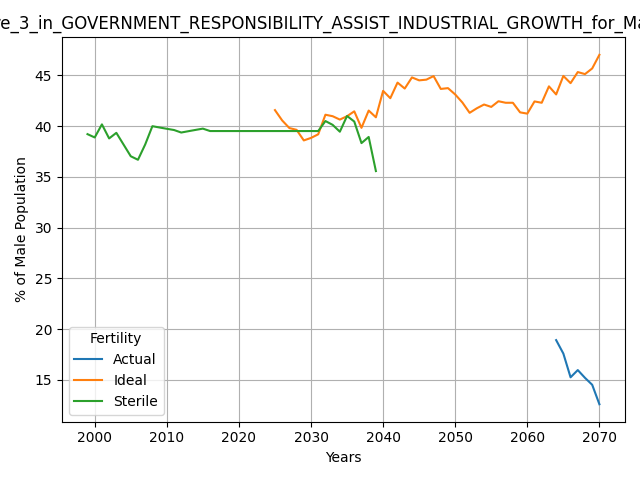 e_3_in_GOVERNMENT_RESPONSIBILITY_ASSIST_INDUSTRIAL_GROWTH_for_Ma
% of Male Population
45
40
35
30
25
20
15
Fertility
Actual
Ideal
Sterile
2000
2010
2020
2030
2040
2050
2060
2070
Years